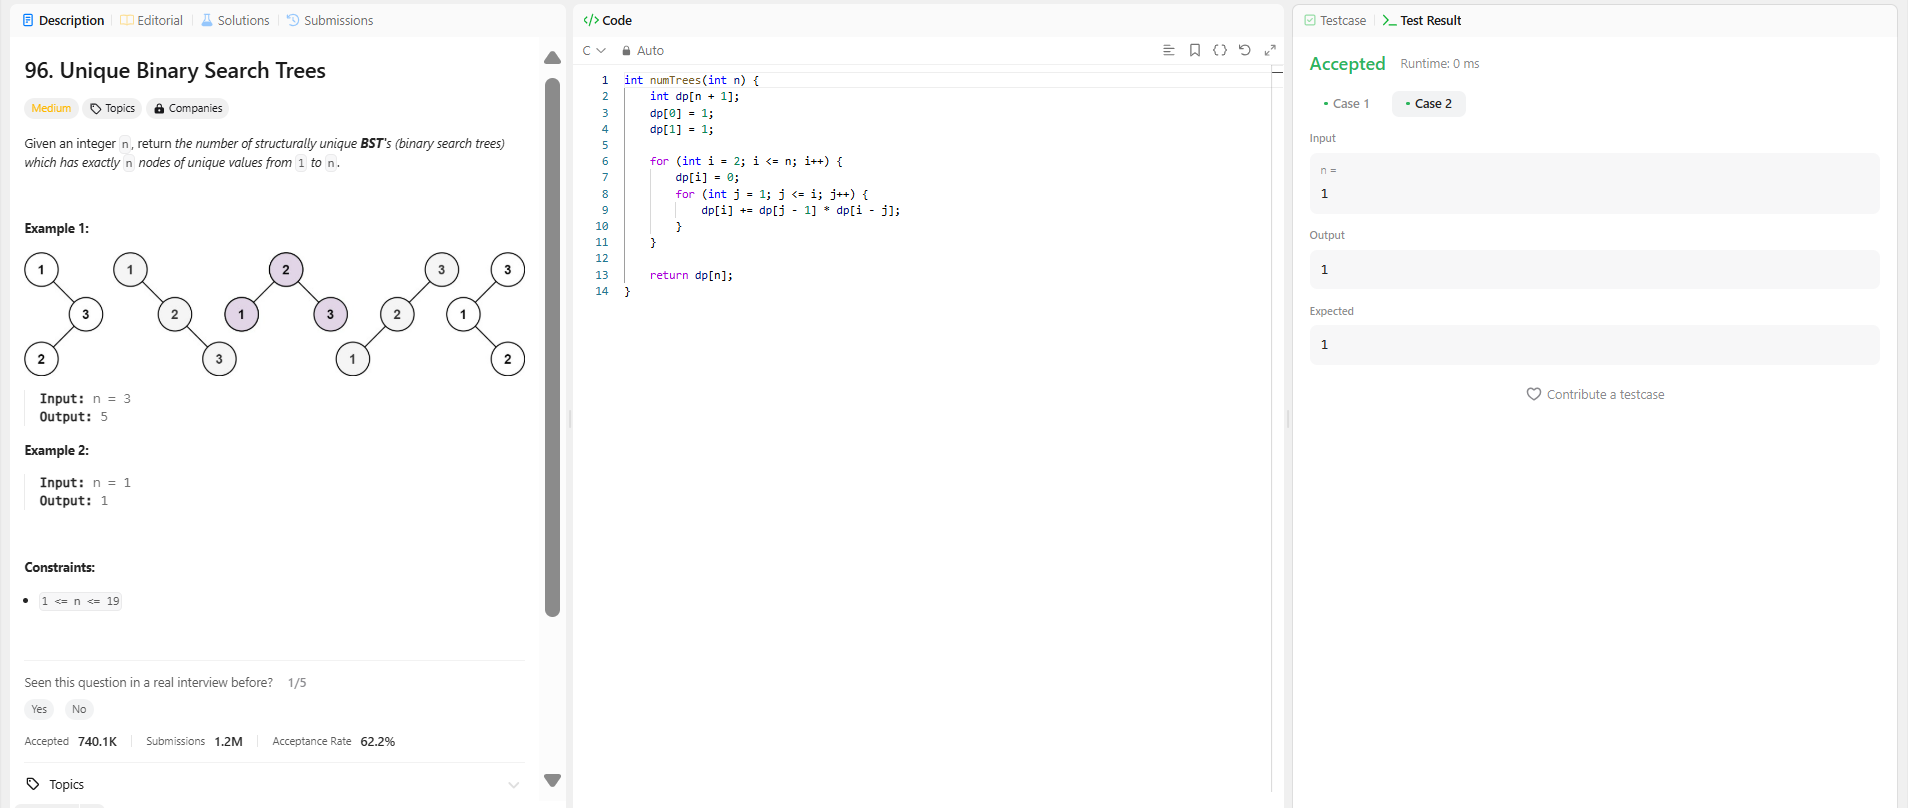 Description
Editorial
Solutions
Submissions
96. Unique Binary Search Trees
Medium
Topics
Companies
Given an integer n, return the number of structurally unique BST's (binary search trees)
which has exactly n nodes of unique values from 1 to n.
Example 1:
1 1 2 3 3
3 2 1 3 2 1
2 3 1 2
Input: n = 3
Output: 5
Example 2:
Input: n = 1
Output: 1
Constraints:
1 <= n <= 19
Seen this question in a real interview before? 1/5
Yes No
Accepted 740.1K Submissions 1.2M Acceptance Rate 62.2%
Topics
Code
C Auto
1 int numTrees(int n) {
2 int dp[n + 1];
3 dp[0] = 1;
4 dp[1] = 1;
5
6 for (int i = 2; i <= n; i++) {
7 dp[i] = 0;
8 for (int j = 1; j <= i; j++) {
9 dp[i] += dp[j - 1] * dp[i - j];
10 }
11 }
12
13 return dp[n];
14 }
Testcase
Test Result
Accepted Runtime: 0 ms
Case 1 Case 2
Input
n =
1
Output
1
Expected
1
Contribute a testcase